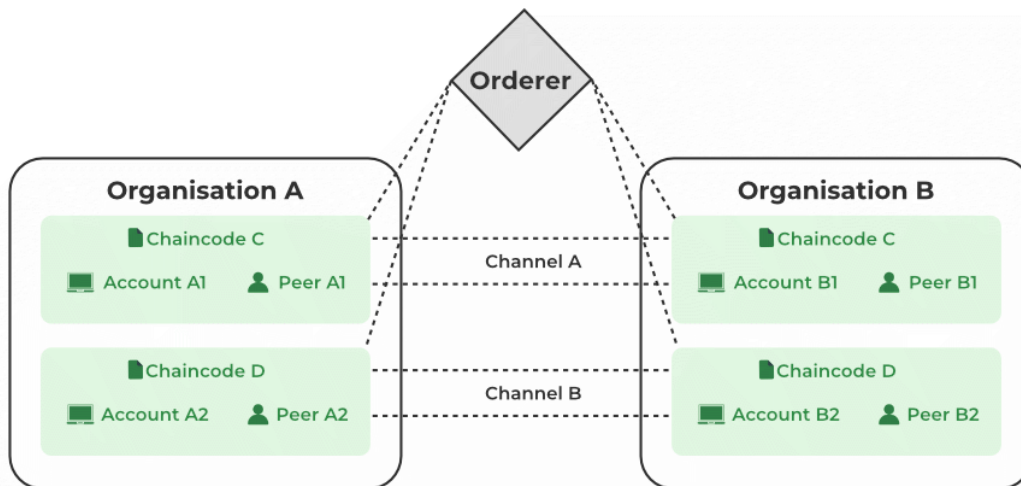 Orderer
Organisation A
Organisation B
Chaincode C
Account A1
Peer A1
Channel A
Chaincode C
Account B1
Peer B1
Chaincode D
Account A2
Peer A2
Channel B
Chaincode D
Account B2
Peer B2